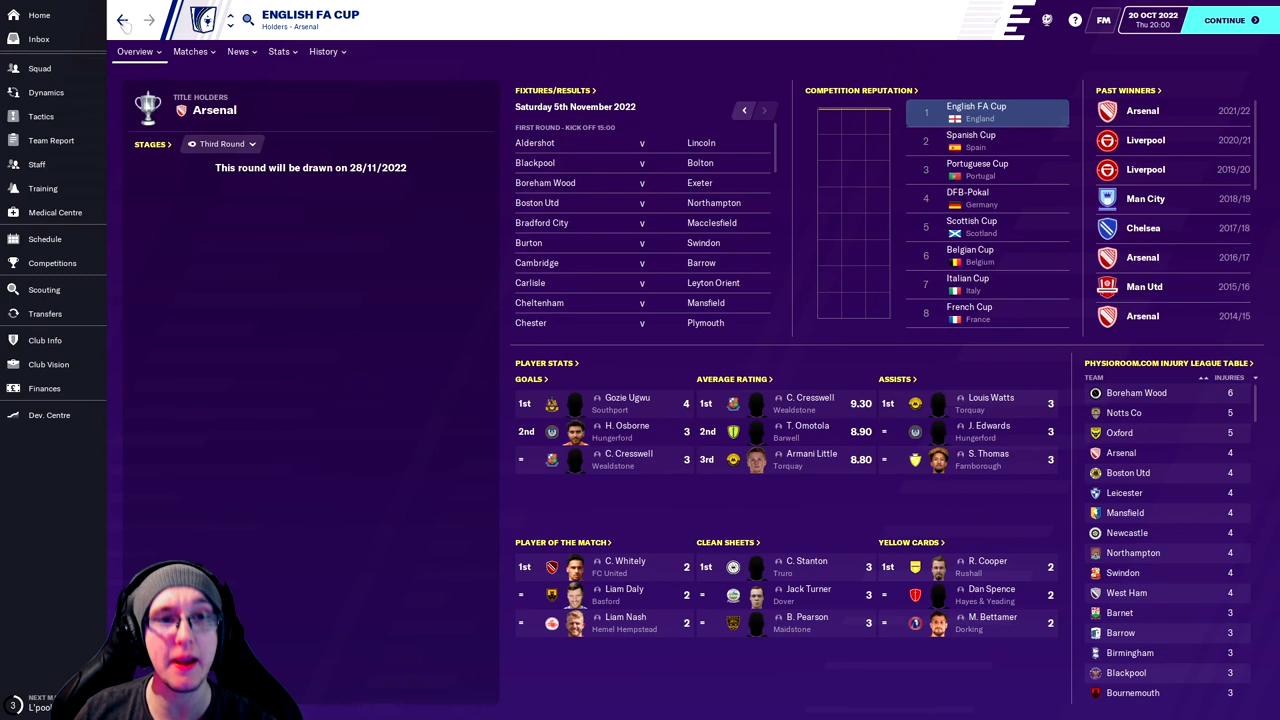 Home
Inbox
Squad
Dynamics
Tactics
Team Report
Staff
Training
Medical Centre
Schedule
Competitions
Scouting
Transfers
Club Info
Club Vision
Finances
Dev. Centre
3
NEXT
L'pool
ENGLISH FA CUP
Holders - Arsenal
? FM
20 OCT 2022
Thu 20:00
CONTINUE
Overview Matches News Stats History
TITLE HOLDERS
Arsenal
STAGES > Third Round
This round will be drawn on 28/11/2022
FIXTURES/RESULTS >
Saturday 5th November 2022
FIRST ROUND - KICK OFF 15:00
Aldershot v Lincoln
Blackpool v Bolton
Boreham Wood v Exeter
Boston Utd v Northampton
Bradford City v Macclesfield
Burton v Swindon
Cambridge v Barrow
Carlisle v Leyton Orient
Cheltenham v Mansfield
Chester v Plymouth
COMPETITION REPUTATION >
1 English FA Cup
England
2 Spanish Cup
Spain
3 Portuguese Cup
Portugal
4 DFB-Pokal
Germany
5 Scottish Cup
Scotland
6 Belgian Cup
Belgium
7 Italian Cup
Italy
8 French Cup
France
PAST WINNERS >
Arsenal 2021/22
Liverpool 2020/21
Liverpool 2019/20
Man City 2018/19
Chelsea 2017/18
Arsenal 2016/17
Man Utd 2015/16
Arsenal 2014/15
PLAYER STATS >
GOALS >
1st Gozie Ugwu 4
Southport
2nd H. Osborne 3
Hungerford
= C. Cresswell 3
Wealdstone
AVERAGE RATING >
1st C. Cresswell 9.30
Wealdstone
2nd T. Omotola 8.90
Barwell
3rd Armani Little 8.80
Torquay
ASSISTS >
1st Louis Watts 3
Torquay
= J. Edwards 3
Hungerford
= S. Thomas 3
Farnborough
PLAYER OF THE MATCH >
1st C. Whitely 2
FC United
= Liam Daly 2
Basford
= Liam Nash 2
Hemel Hempstead
CLEAN SHEETS >
1st C. Stanton 3
Truro
= Jack Turner 3
Dover
= B. Pearson 3
Maidstone
YELLOW CARDS >
1st R. Cooper 2
Rushall
= Dan Spence 2
Hayes & Yeading
= M. Bettamer 2
Dorking
PHYSIOROOM.COM INJURY LEAGUE TABLE >
TEAM INJURIES
Boreham Wood 6
Notts Co 5
Oxford 5
Arsenal 4
Boston Utd 4
Leicester 4
Mansfield 4
Newcastle 4
Northampton 4
Swindon 4
West Ham 4
Barnet 3
Barrow 3
Birmingham 3
Blackpool 3
Bournemouth 3